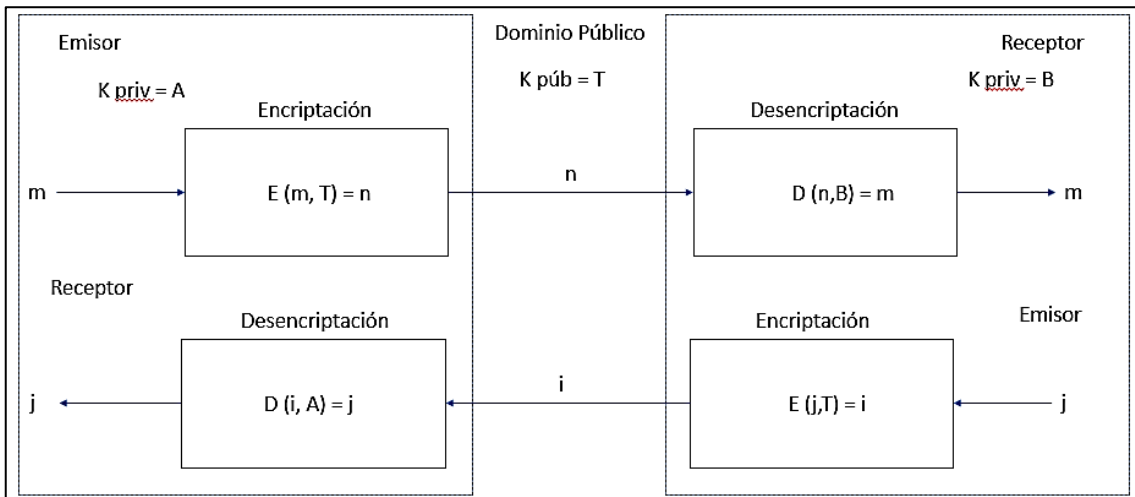 Emisor
Dominio Público
Receptor
K priv = A
K púb = T
K priv = B
Encriptación
Desencriptación
m
E (m, T) = n
n
D (n,B) = m
m
Receptor
Desencriptación
Encriptación
Emisor
j
D (i, A) = j
i
E (j,T) = i
j